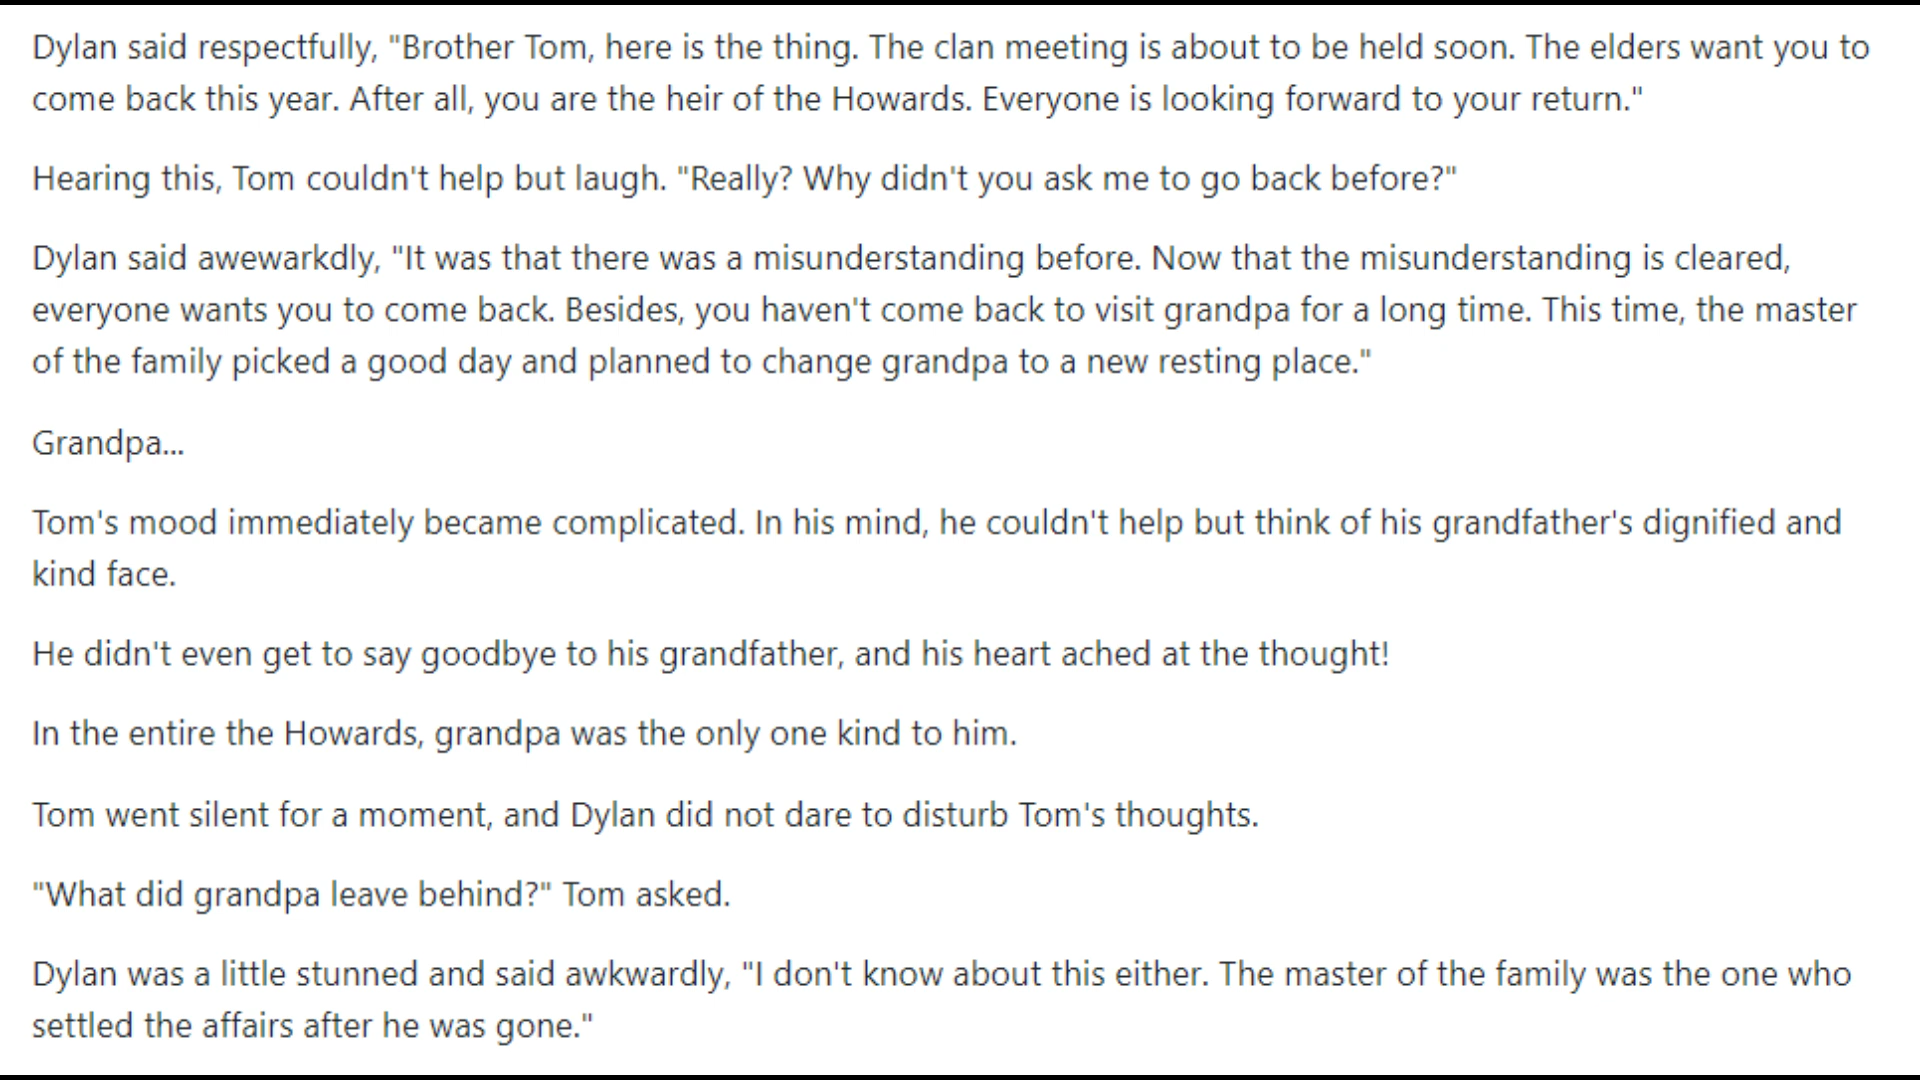 Dylan said respectfully, "Brother Tom, here is the thing. The clan meeting is about to be held soon. The elders want you to
come back this year. After all, you are the heir of the Howards. Everyone is looking forward to your return."
Hearing this, Tom couldn't help but laugh. "Really? Why didn't you ask me to go back before?"
Dylan said awewarkdly, "It was that there was a misunderstanding before. Now that the misunderstanding is cleared,
everyone wants you to come back. Besides, you haven't come back to visit grandpa for a long time. This time, the master
of the family picked a good day and planned to change grandpa to a new resting place."
Grandpa...
Tom's mood immediately became complicated. In his mind, he couldn't help but think of his grandfather's dignified and
kind face.
He didn't even get to say goodbye to his grandfather, and his heart ached at the thought!
In the entire the Howards, grandpa was the only one kind to him.
Tom went silent for a moment, and Dylan did not dare to disturb Tom's thoughts.
"What did grandpa leave behind?" Tom asked.
Dylan was a little stunned and said awkwardly, "I don't know about this either. The master of the family was the one who
settled the affairs after he was gone."